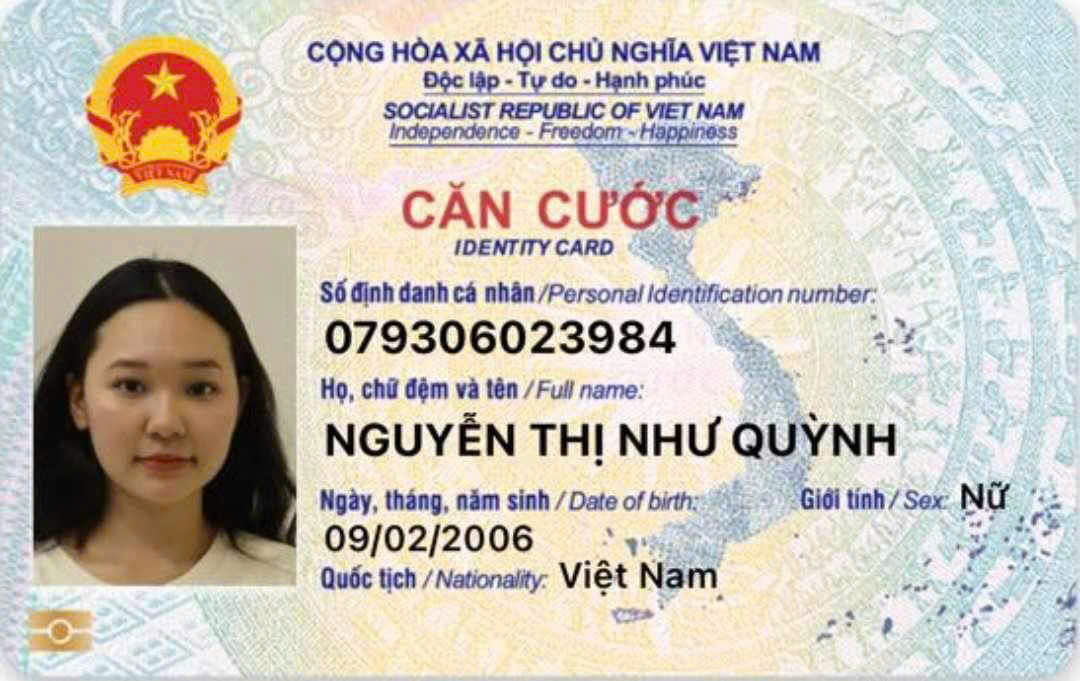 CỘNG HÒA XÃ HỘI CHỦ NGHĨA VIỆT NAM
Độc lập - Tự do - Hạnh phúc
SOCIALIST REPUBLIC OF VIET NAM
Independence - Freedom - Happiness
VIỆT NAM
CĂN CƯỚC
IDENTITY CARD
Số định danh cá nhân / Personal Identification number:
079306023984
Họ, chữ đệm và tên / Full name:
NGUYỄN THỊ NHƯ QUỲNH
Ngày, tháng, năm sinh / Date of birth: Giới tính / Sex: Nữ
09/02/2006
Quốc tịch / Nationality: Việt Nam